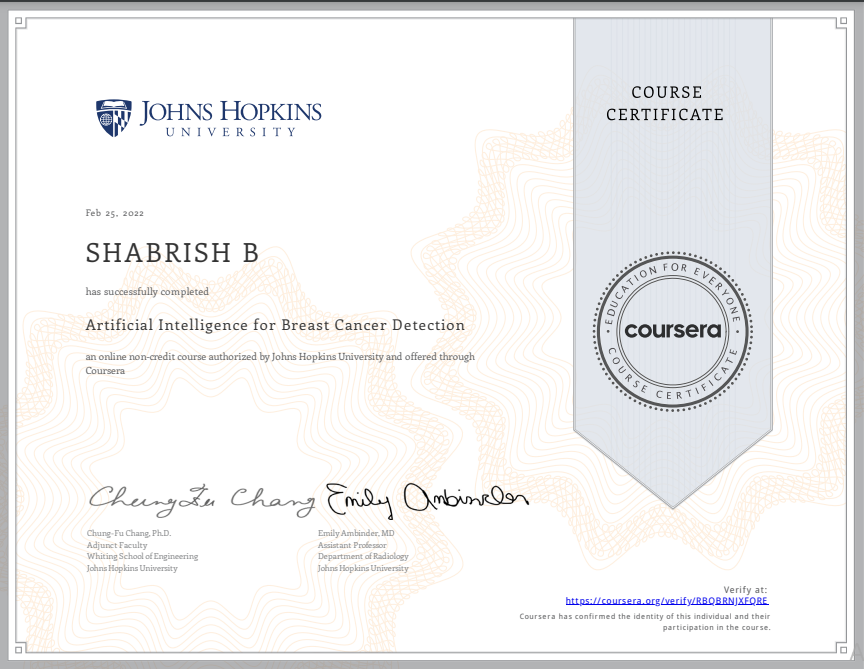 JOHNS HOPKINS
UNIVERSITY
COURSE
CERTIFICATE
Feb 25, 2022
SHABRISH B
has successfully completed
Artificial Intelligence for Breast Cancer Detection
an online non-credit course authorized by Johns Hopkins University and offered through
Coursera
EDUCATION FOR EVERYONE
coursera
COURSE CERTIFICATE
Chung-Fu Chang
Emily Ambinder
Chung-Fu Chang, Ph.D.
Adjunct Faculty
Whiting School of Engineering
Johns Hopkins University
Emily Ambinder, MD
Assistant Professor
Department of Radiology
Johns Hopkins University
Verify at:
https://coursera.org/verify/RBQBRNJXFQRE
Coursera has confirmed the identity of this individual and their
participation in the course.